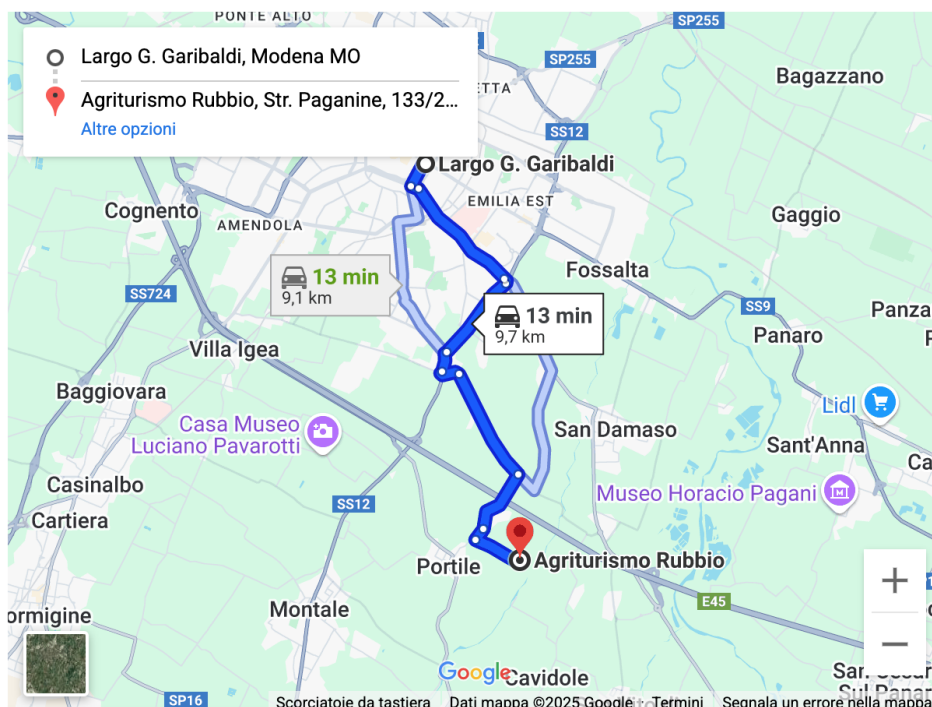 PONTE ALTO
SP255
Largo G. Garibaldi, Modena MO
SP255
Bagazzano
Agriturismo Rubbio, Str. Paganine, 133/2...
Altre opzioni
SS12
Largo G. Garibaldi
Cognento
AMENDOLA
EMILIA EST
Gaggio
Fossalta
13 min
9,1 km
SS724
SS9
13 min
9,7 km
Panaro
Panza
Villa Igea
Baggiovara
Lidl
Casa Museo
Luciano Pavarotti
San Damaso
Sant'Anna
Ca
Casinalbo
SS12
Museo Horacio Pagani
M
Cartiera
Portile
Agriturismo Rubbio
E45
Montale
ormigine
Google
Cavidole
SP16
Scorciatoie da tastiera
Dati mappa ©2025 Google
Termini
Segnala un errore nella mappa